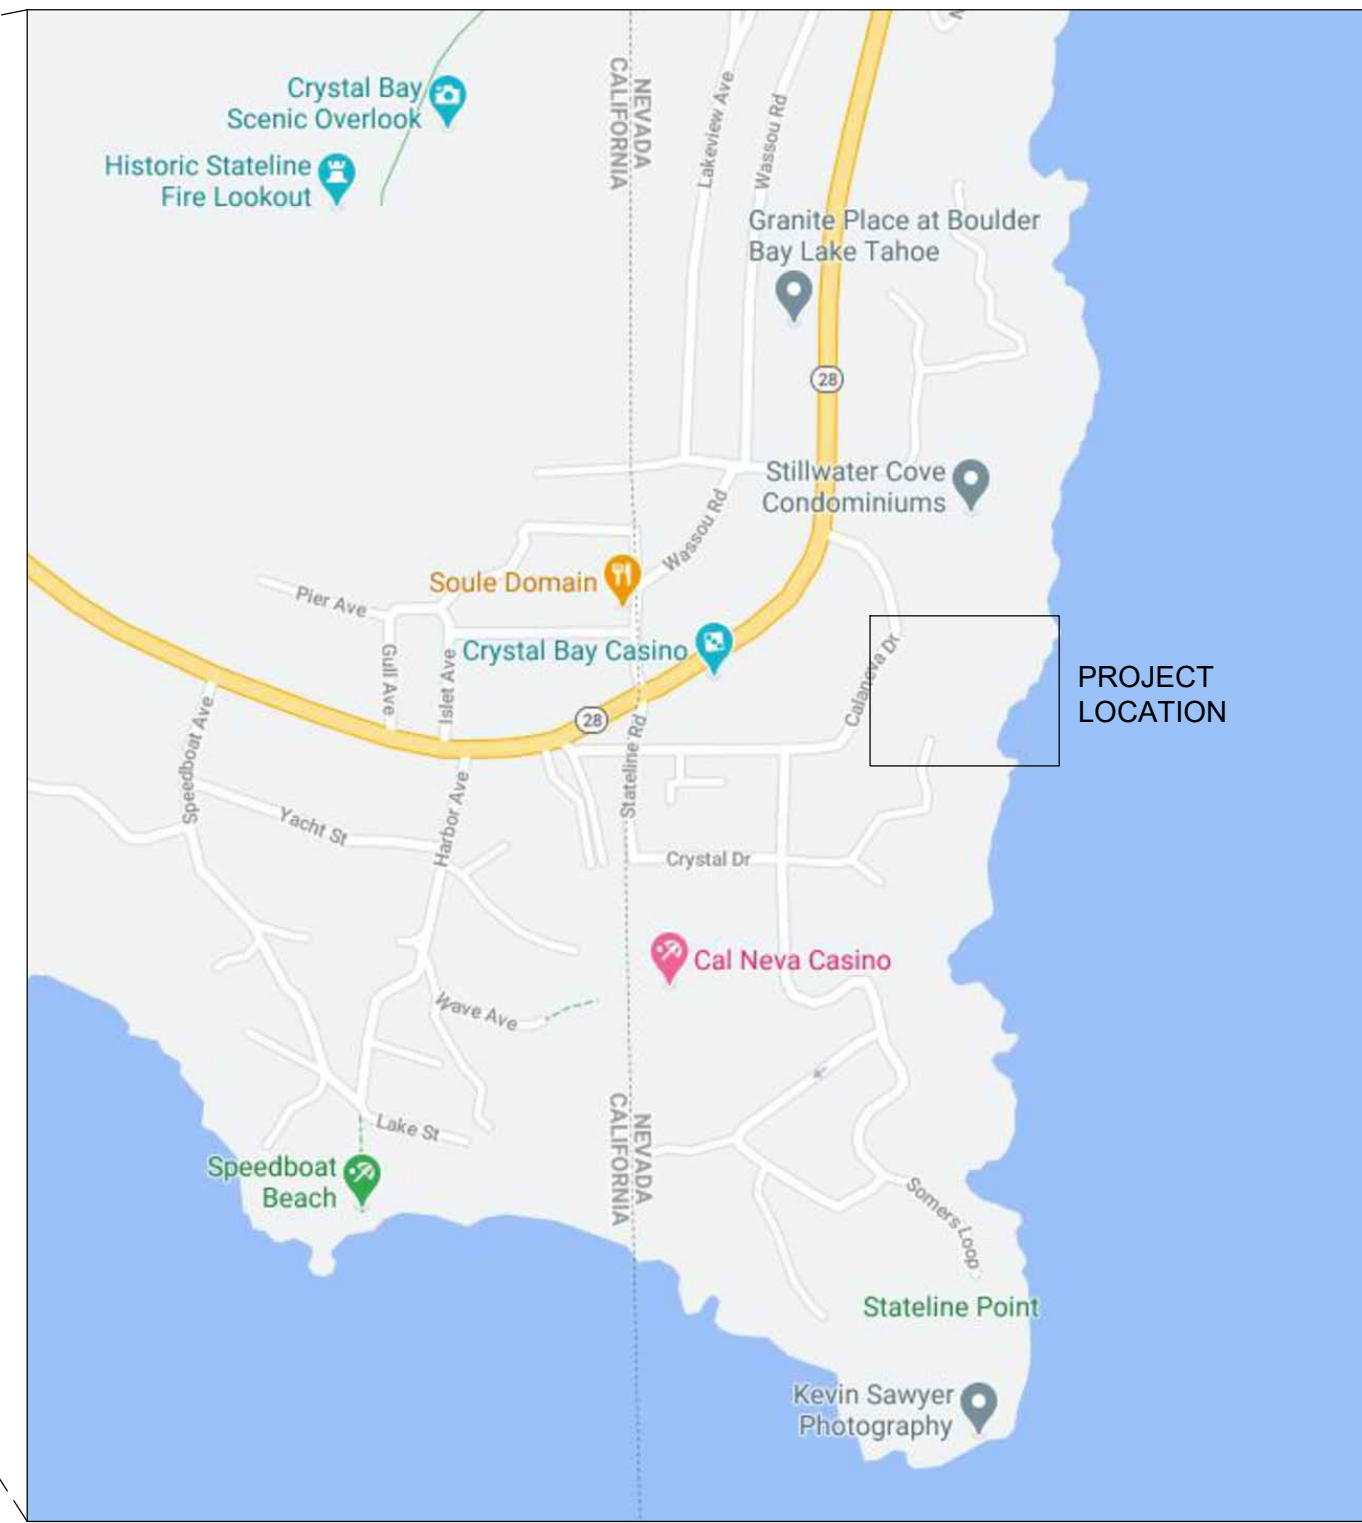 Crystal Bay
Scenic Overlook
Historic Stateline
Fire Lookout
NEVADA
CALIFORNIA
Lakeview Ave
Wassou Rd
Granite Place at Boulder
Bay Lake Tahoe
28
Stillwater Cove
Condominiums
Wassou Rd
Soule Domain
Pier Ave
Crystal Bay Casino
Gull Ave
Islet Ave
Calaneva Dr
PROJECT
LOCATION
28
Stateline Rd
Speedboat Ave
Harbor Ave
Yacht St
Crystal Dr
Cal Neva Casino
Wave Ave
Lake St
NEVADA
CALIFORNIA
Speedboat
Beach
Somers Loop
Stateline Point
Kevin Sawyer
Photography